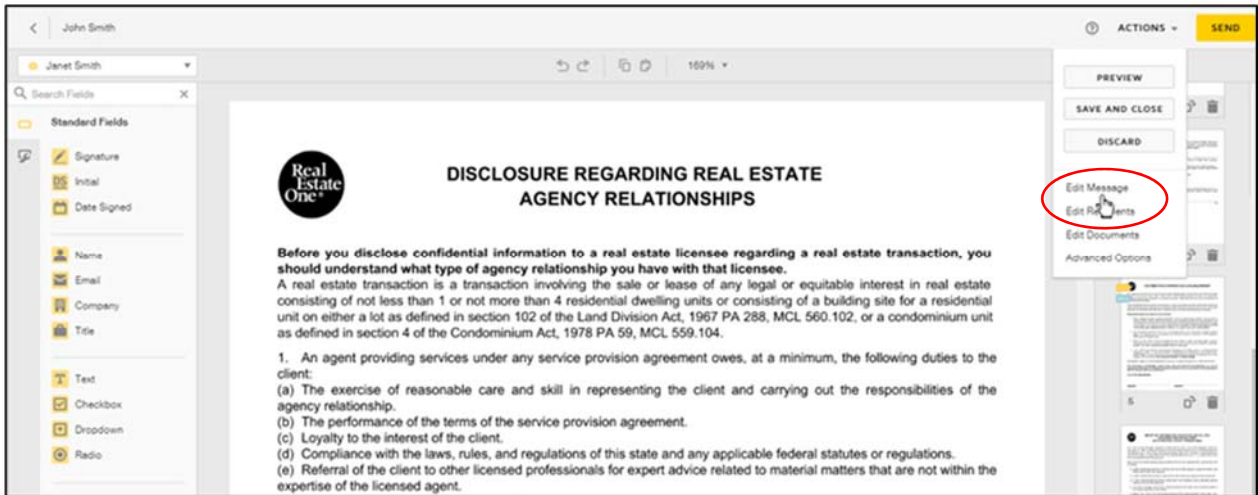 John Smith
ACTIONS
SEND
Janet Smith
169%
Search Fields
Standard Fields
Signature
DS Initial
Date Signed
Name
Email
Company
Title
Text
Checkbox
Dropdown
Radio
PREVIEW
SAVE AND CLOSE
DISCARD
Edit Message
Edit
Edit Documents
Advanced Options
Real
Estate
One®
DISCLOSURE REGARDING REAL ESTATE
AGENCY RELATIONSHIPS
Before you disclose confidential information to a real estate licensee regarding a real estate transaction, you
should understand what type of agency relationship you have with that licensee.
A real estate transaction is a transaction involving the sale or lease of any legal or equitable interest in real estate
consisting of not less than 1 or not more than 4 residential dwelling units or consisting of a building site for a residential
unit on either a lot as defined in section 102 of the Land Division Act, 1967 PA 288, MCL 560.102, or a condominium unit
as defined in section 4 of the Condominium Act, 1978 PA 59, MCL 559.104.
1. An agent providing services under any service provision agreement owes, at a minimum, the following duties to the
client:
(a) The exercise of reasonable care and skill in representing the client and carrying out the responsibilities of the
agency relationship.
(b) The performance of the terms of the service provision agreement.
(c) Loyalty to the interest of the client.
(d) Compliance with the laws, rules, and regulations of this state and any applicable federal statutes or regulations.
(e) Referral of the client to other licensed professionals for expert advice related to material matters that are not within the
expertise of the licensed agent.
5